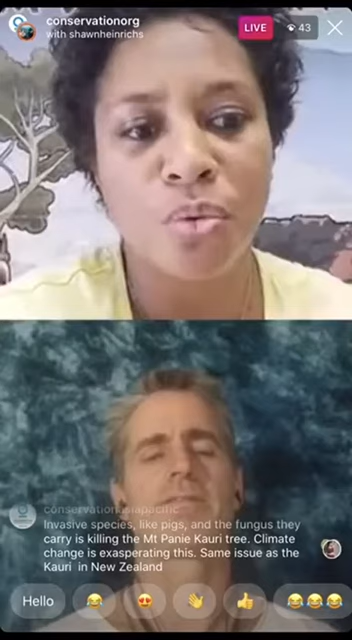 conservationorg
with shawnheinrichs
LIVE
43
conservationasiapacific
Invasive species, like pigs, and the fungus they
carry is killing the Mt Panie Kauri tree. Climate
change is exasperating this. Same issue as the
Kauri in New Zealand
Hello